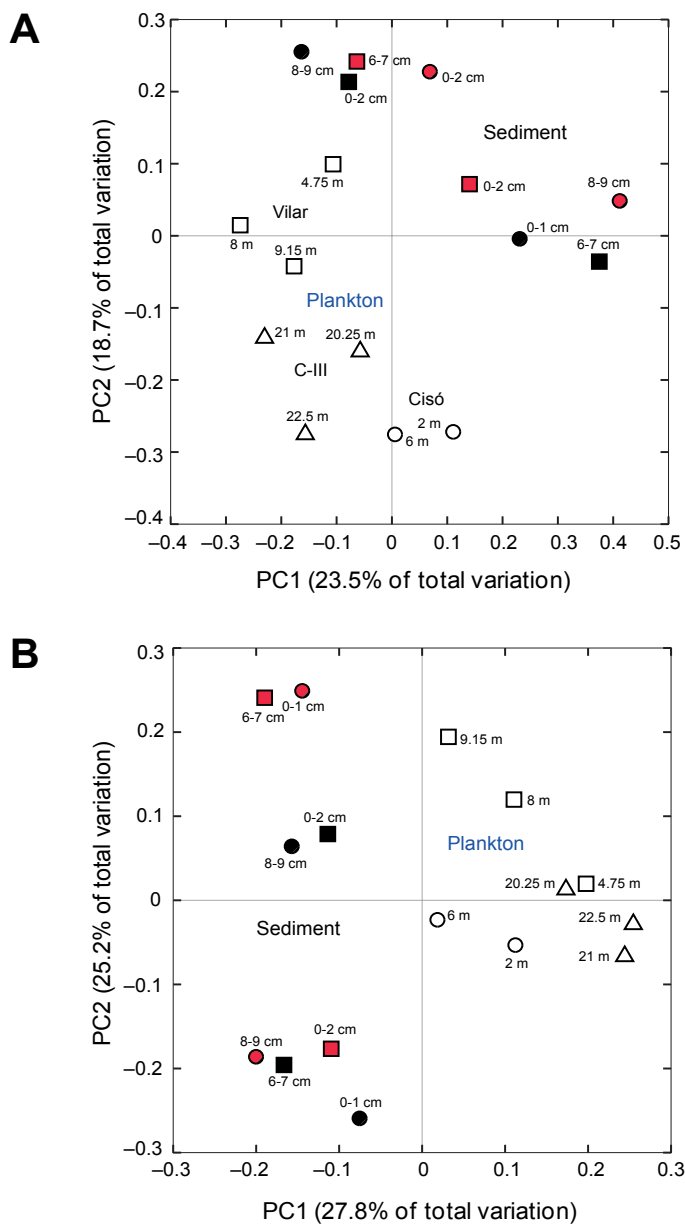 A
0.3
0.2
0.1
0
–0.1
–0.2
–0.3
–0.4
PC2 (18.7% of total variation)
8-9 cm
6-7 cm
0-2 cm
0-2 cm
Sediment
4.75 m
0-2 cm
8-9 cm
Vilar
8 m
9.15 m
0-1 cm
6-7 cm
Plankton
21 m
20.25 m
C-III
22.5 m
Cisó
2 m
6 m
–0.4
–0.3
–0.2
–0.1
0
0.1
0.2
0.3
0.4
0.5
PC1 (23.5% of total variation)
B
0.3
0.2
0.1
0
–0.1
–0.2
–0.3
PC2 (25.2% of total variation)
6-7 cm
0-1 cm
9.15 m
8 m
0-2 cm
8-9 cm
Plankton
20.25 m
4.75 m
6 m
22.5 m
Sediment
2 m
21 m
8-9 cm
0-2 cm
6-7 cm
0-1 cm
–0.3
–0.2
–0.1
0
0.1
0.2
0.3
PC1 (27.8% of total variation)